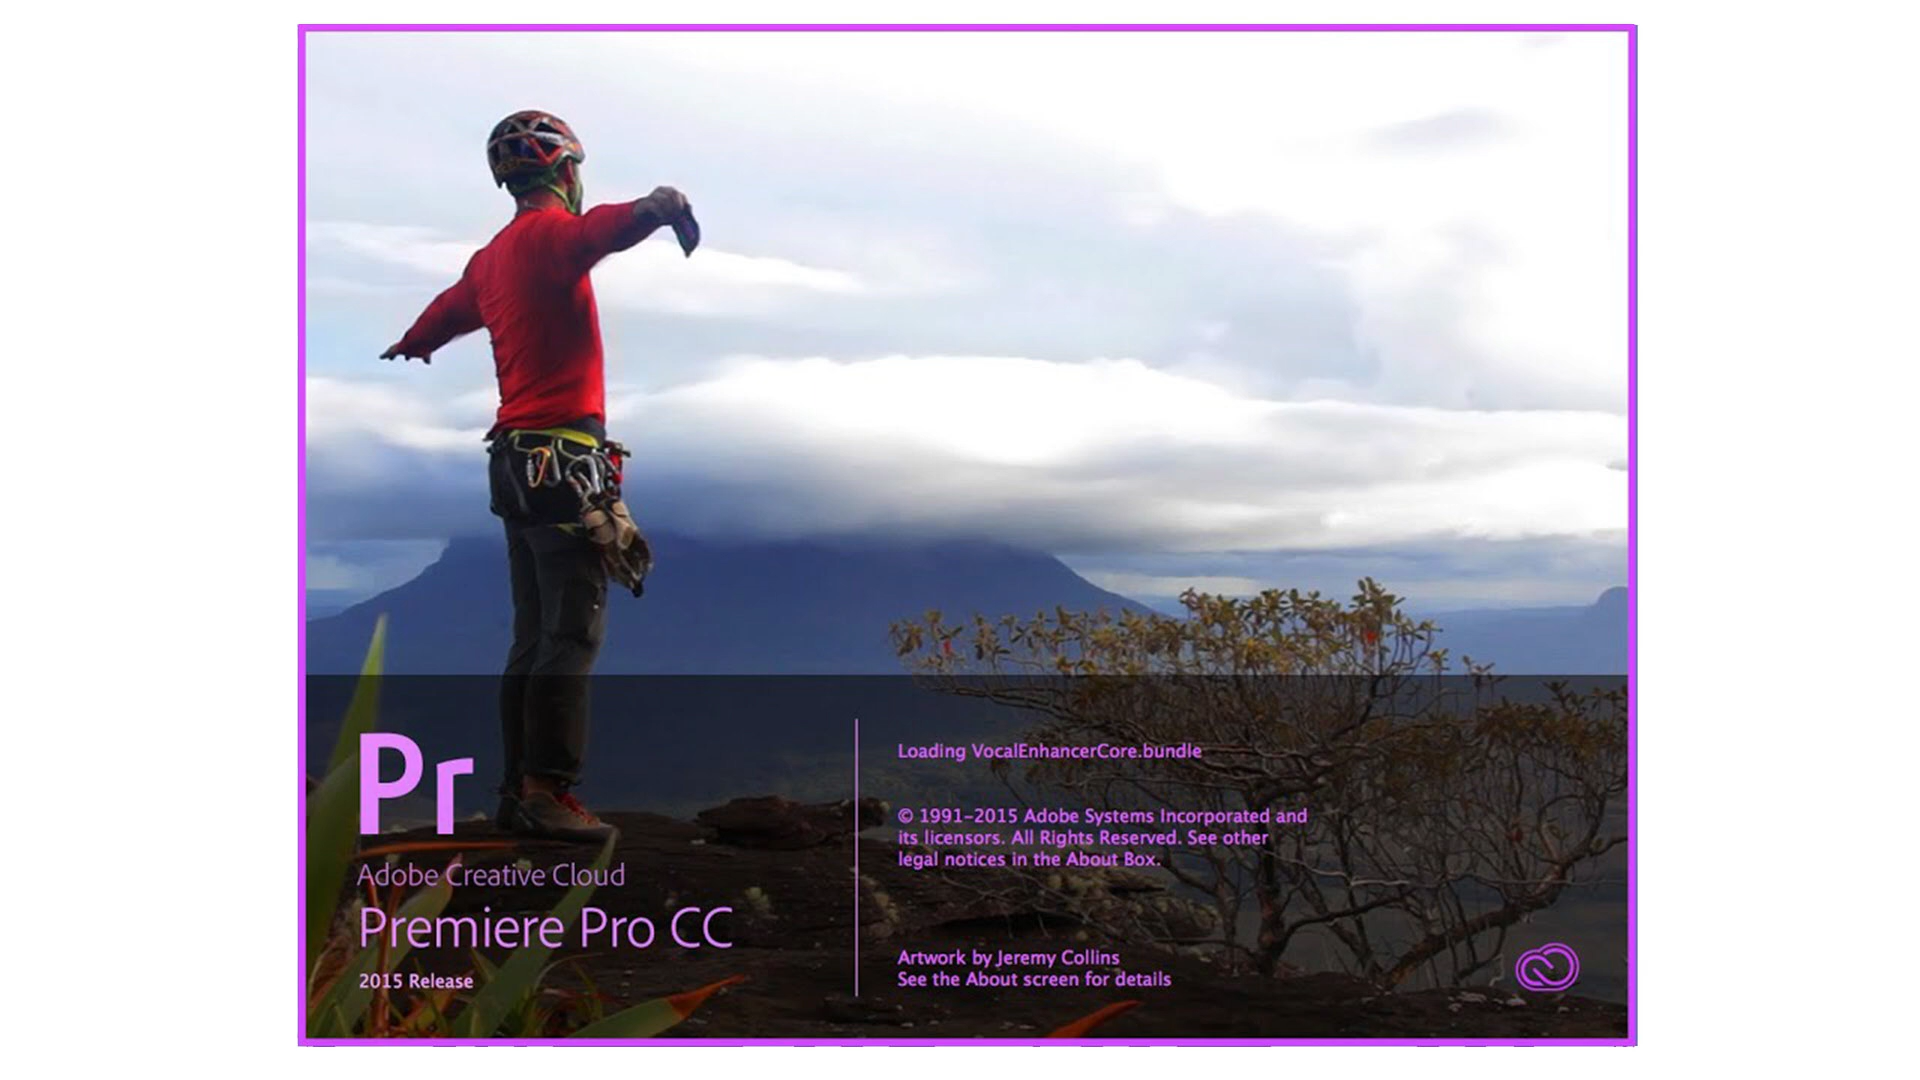 Pr
Adobe Creative Cloud
Premiere Pro CC
2015 Release
Loading VocalEnhancerCore.bundle
© 1991–2015 Adobe Systems Incorporated and
its licensors. All Rights Reserved. See other
legal notices in the About Box.
Artwork by Jeremy Collins
See the About screen for details